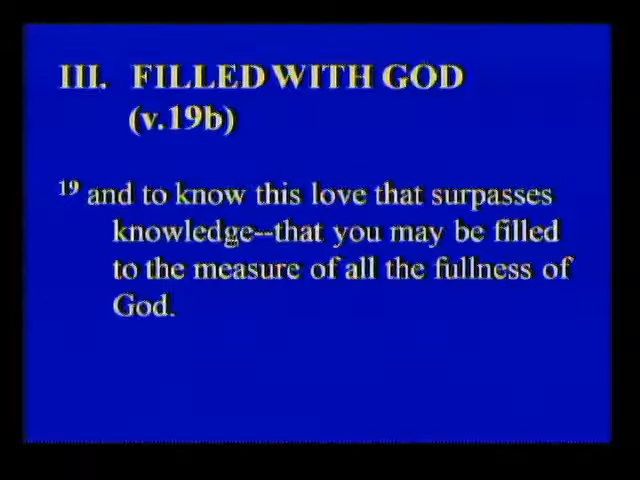 III. FILLED WITH GOD
(v.19b)
19 and to know this love that surpasses
knowledge--that you may be filled
to the measure of all the fullness of
God.